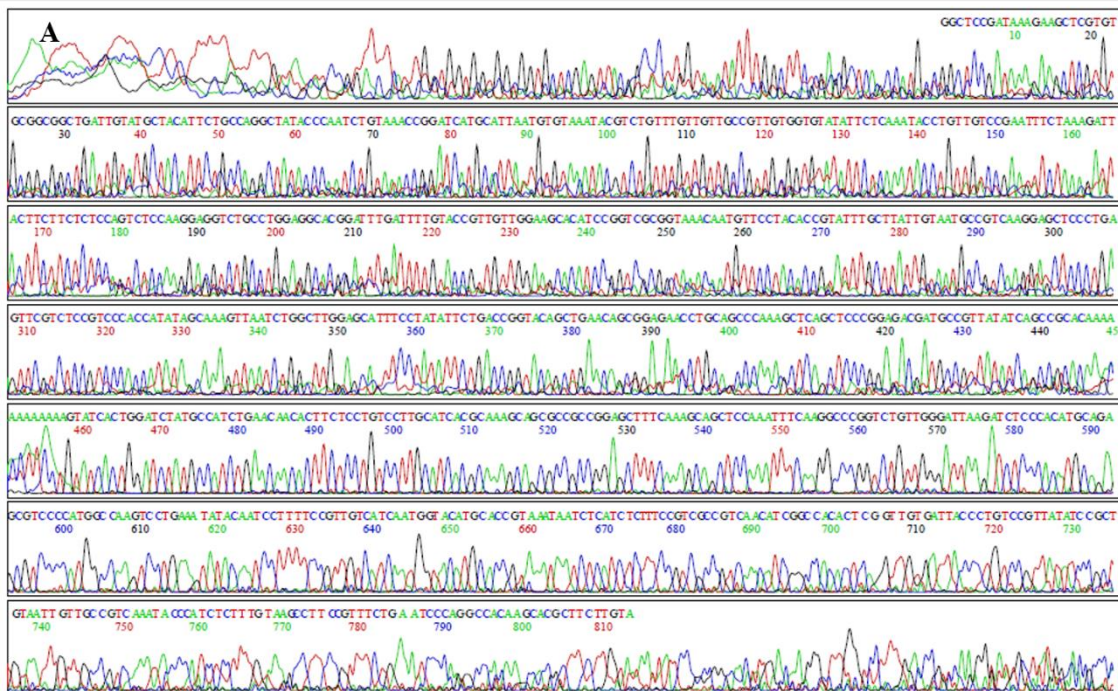 A
GGCTCCGATAAAGAAGCTCGTGT
10 20
GCGGCGGCTGATTGTATGCTACATTCTGCCAGGCTATACCCAATCTGTAAACCGGATCATGCATTAATGTGTAAATACGTCTGTTTGTTGTTGCCGTTGTGGTGTATATTCTCAAATACCTGTTGTCCGAATTTCTAAAGATT
30 40 50 60 70 80 90 100 110 120 130 140 150 160
ACTTCTTCTCTCCAGTCTCCAAGGAGGTCTGCCTGGAGGCACGGATTTGATTTTGTACCGTTGTTGGAAGCACATCCGGTCGCGGTAAACAATGTTCCTACACCGTATTTGCTTATTGTAATGCCGTCAAGGAGCTCCCTGA
170 180 190 200 210 220 230 240 250 260 270 280 290 300
GTTCGTCTCCGTCCCACCATATAGCAAAGTTAATCTGGCTTGGAGCATTTCCTATATTCTGACCGGTACAGCTGAACAGCGGAGAACCTGCAGCCCAAAGCTCAGCTCCCGGAGACGATGCCGTTATATCAGCCGCACAAAA
310 320 330 340 350 360 370 380 390 400 410 420 430 440 45
AAAAAAAAGTATCACTGGATCTATGCCATCTGAACAACACTTCTCCTGTCCTTGCATCACGCAAAGCAGCGCCGCCGGAGCTTTCAAAGCAGCTCCAAATTTCAAGGCCCGGTCTGTTGGGATTAAGATCTCCCACATGCAGA
460 470 480 490 500 510 520 530 540 550 560 570 580 590
GCGTCCCCATGGCCAAGTCCTGAAATATACAATCCTTTTCCGTTGTCATCAATGGTACATGCACCGTAAATAATCTCATCTCTTTCCGTCGCCGTCAACATCGGCCACACTCGGTTGTGATTACCCTGTCCGTTATATCCGCT
600 610 620 630 640 650 660 670 680 690 700 710 720 730
GTAATTGTTGCCGTCAAATACCCATCTCTTTGTAAGCCTTCCGTTTCTGAATCCCAGGCCACAAGCACGCTTCTTGTA
740 750 760 770 780 790 800 810